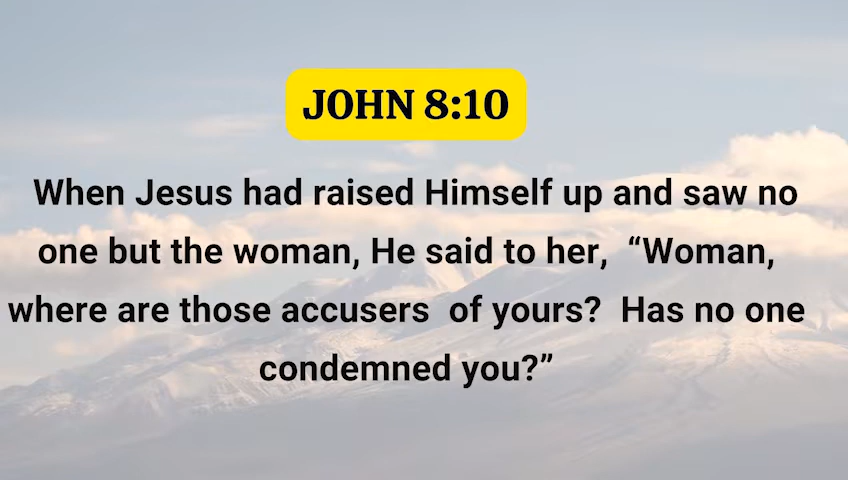 JOHN 8:10
When Jesus had raised Himself up and saw no
one but the woman, He said to her, “Woman,
where are those accusers of yours? Has no one
condemned you?”